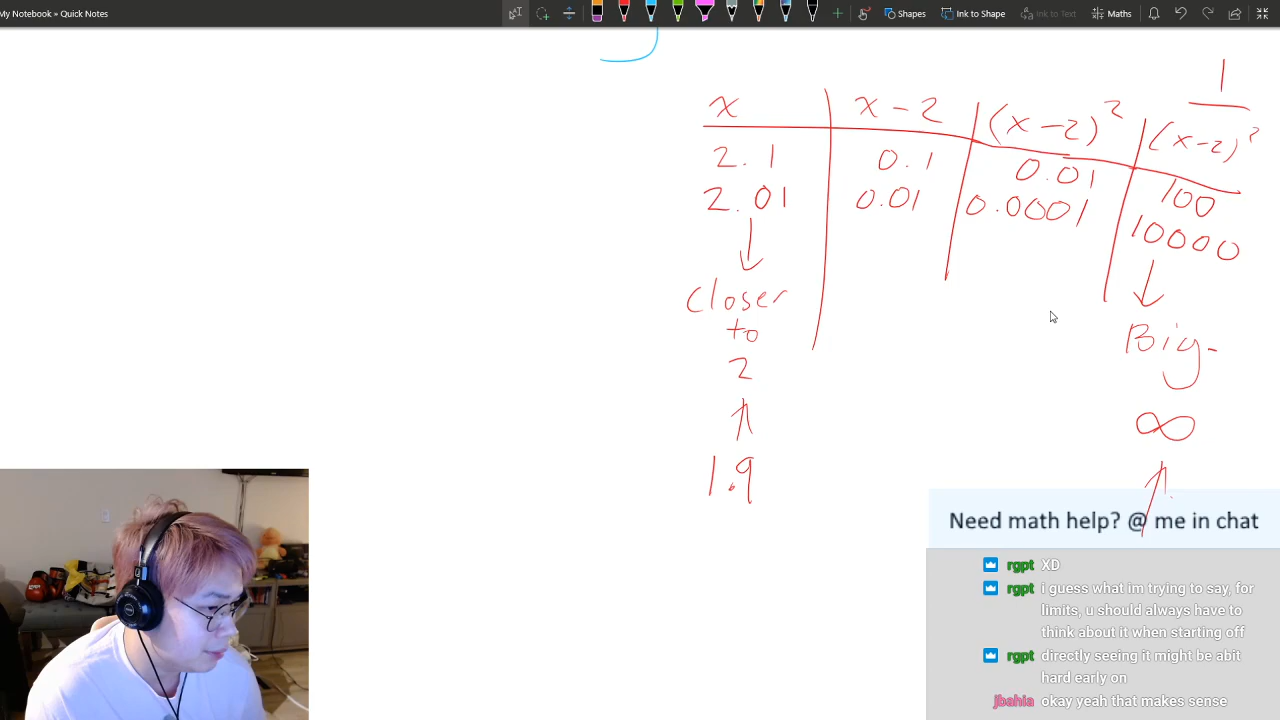 My Notebook » Quick Notes
Shapes
Ink to Shape
Ink to Text
Maths
x | x - 2 | (x - 2)² | 1/(x - 2)²
2.1 | 0.1 | 0.01 | 100
2.01 | 0.01 | 0.0001 | 10000
↓ ↓
closer
to
2
↑
1.9
Big-
∞
↑
Need math help? @ me in chat
rgpt XD
rgpt i guess what im trying to say, for
limits, u should always have to
think about it when starting off
rgpt directly seeing it might be abit
hard early on
jbahia okay yeah that makes sense